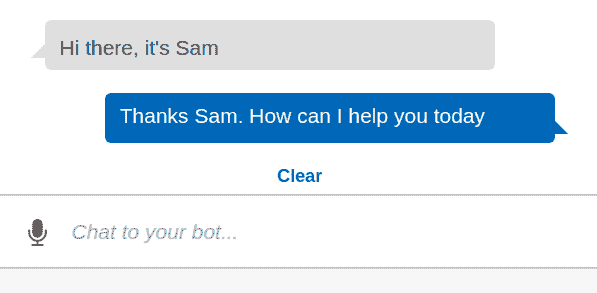 Hi there, it's Sam
Thanks Sam. How can I help you today
Clear
Chat to your bot...